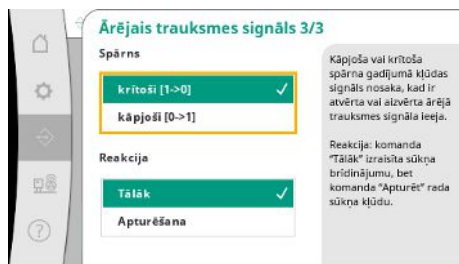 Ārējais trauksmes signāls 3/3
Spārns
krītoši [1->0]
kāpjoši [0->1]
Reakcija
Tālāk
Apturēšana
Kāpjoša vai krītoša
spārna gadījumā kļūdas
signāls nosaka, kad ir
atvērta vai aizvērta ārējā
trauksmes signāla ieeja.
Reakcija: komanda
"Tālāk" izraisīta sūkņa
brīdinājumu, bet
komanda "Apturēt" rada
sūkņa kļūdu.